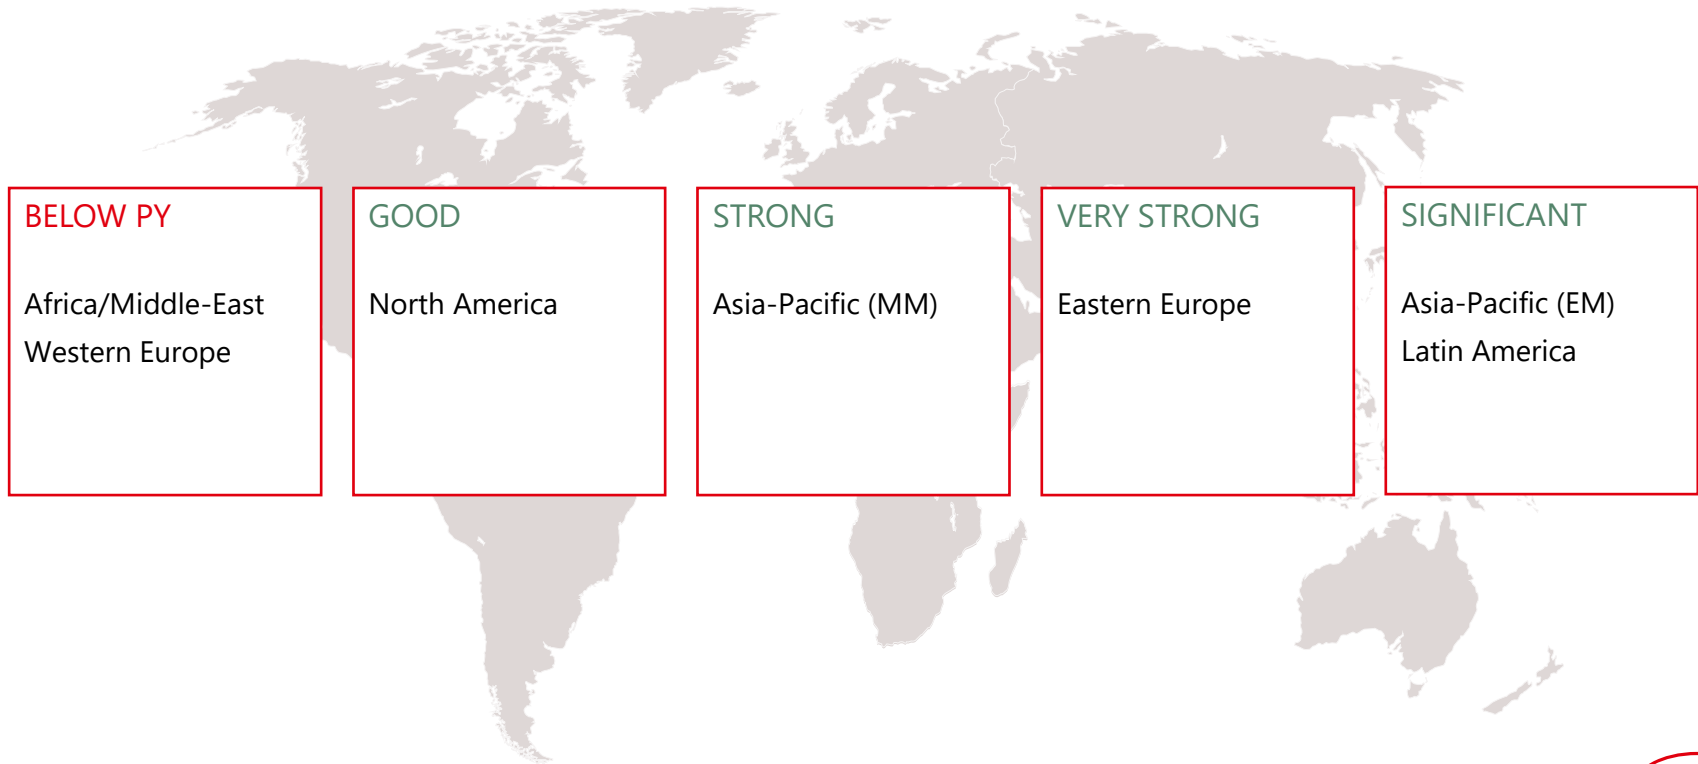 BELOW PY
Africa/Middle-East
Western Europe
GOOD
North America
STRONG
Asia-Pacific (MM)
VERY STRONG
Eastern Europe
SIGNIFICANT
Asia-Pacific (EM)
Latin America